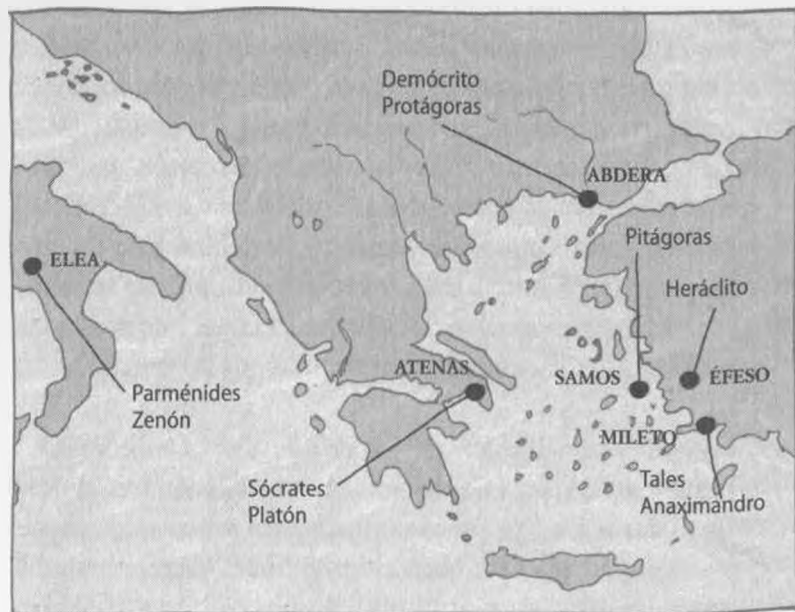 Demócrito
Protágoras
ABDERA
Pitágoras
ELEA
Heráclito
ATENAS
SAMOS
ÉFESO
Parménides
Zenón
MILETO
Sócrates
Platón
Tales
Anaximandro